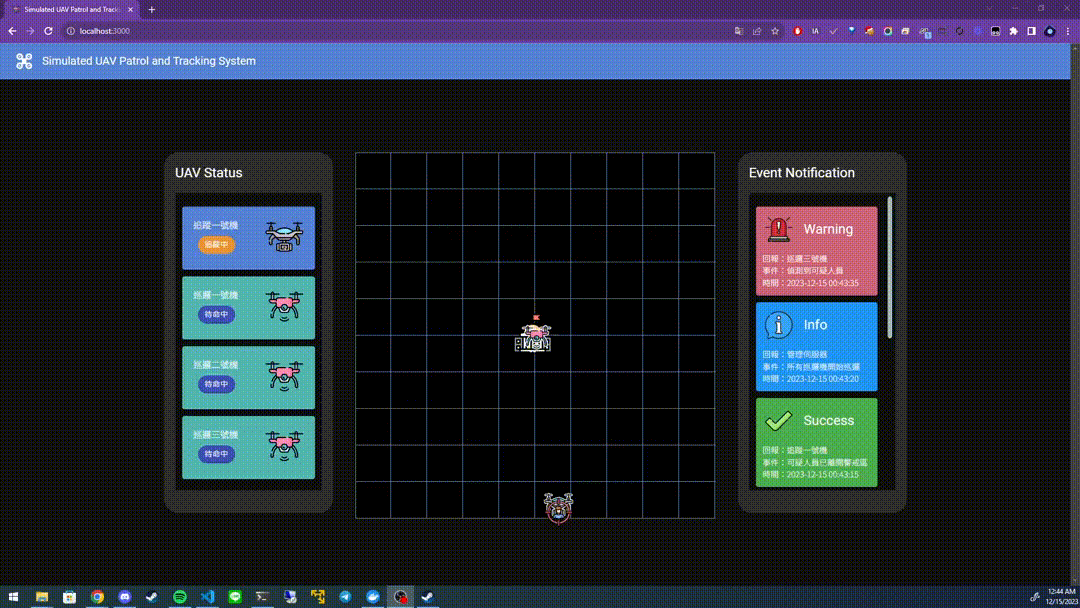 Simulated UAV Patrol and Track
localhost:3000
Simulated UAV Patrol and Tracking System
UAV Status
追蹤一號機
追蹤中
巡邏一號機
待命中
巡邏二號機
待命中
巡邏三號機
待命中
Event Notification
Warning
回報：巡邏三號機
事件：偵測到可疑人員
時間：2023-12-15 00:43:35
Info
回報：管理伺服器
事件：所有巡邏機開始巡邏
時間：2023-12-15 00:43:20
Success
回報：追蹤一號機
事件：可疑人員已離開警戒區
時間：2023-12-15 00:43:15
12:44 AM
12/15/2023